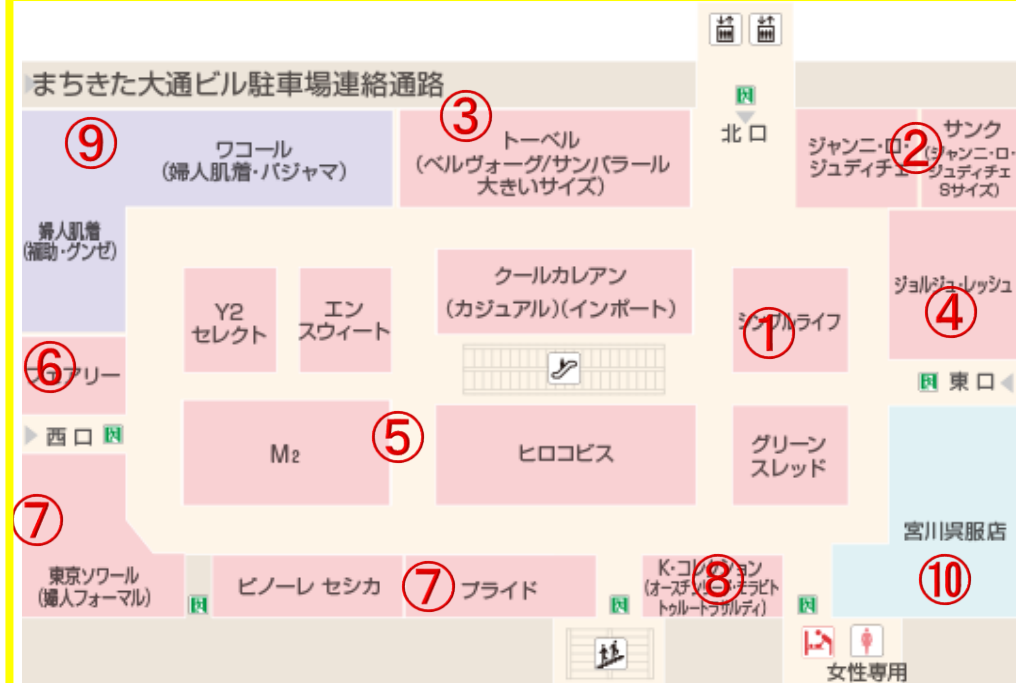 まちきた大通ビル駐車場連絡通路
北口
⑨
ワコール
(婦人肌着・パジャマ)
婦人肌着
(補助・グンゼ)
③
トーベル
(ベルヴォーグ/サンバラール
大きいサイズ)
ジャンニ・ロ・
ジュディチェ
②
サンク
(ジャンニ・ロ・
ジュディチェ
Sサイズ)
Y2
セレクト
エン
スウィート
クールカレアン
(カジュアル)(インポート)
シンプルライフ
①
ジョルジュ・レッシュ
④
⑥
フェアリー
東口
西口
M2
⑤
ヒロコビス
グリーン
スレッド
⑦
東京ソワール
(婦人フォーマル)
ピノーレ セシカ
⑦
プライド
K・コレクション
⑧
宮川呉服店
⑩
女性専用